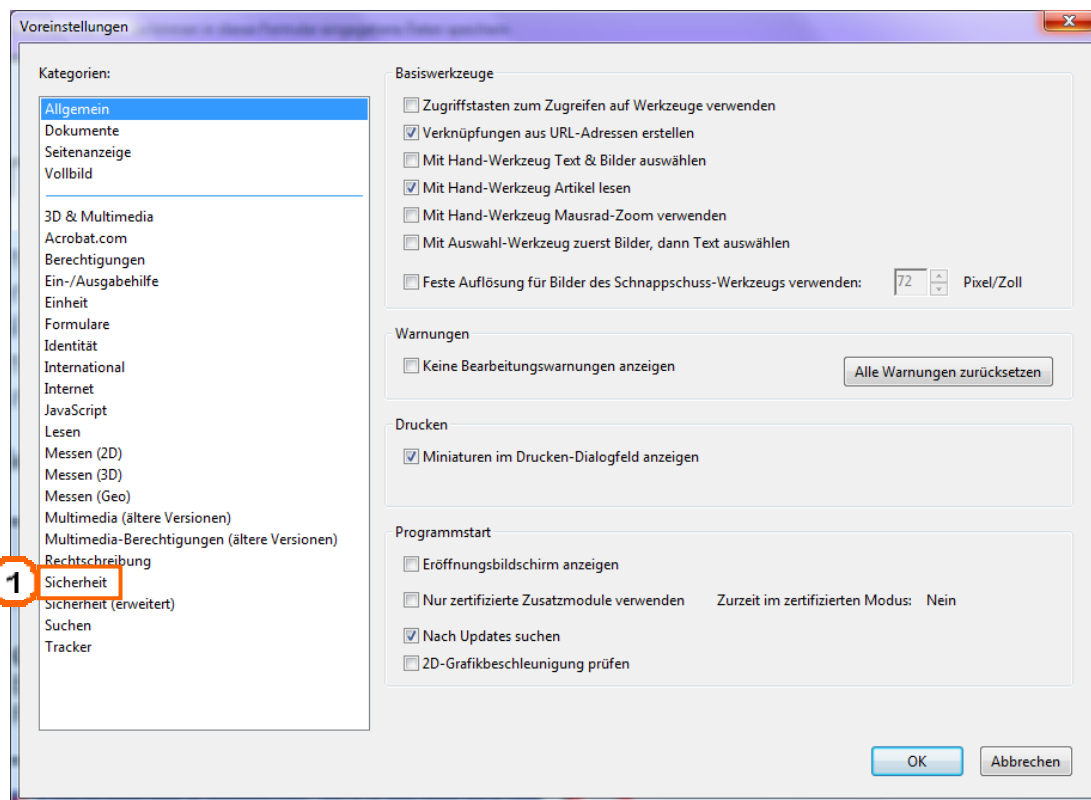 Voreinstellungen
Kategorien:
Allgemein
Dokumente
Seitenanzeige
Vollbild
3D & Multimedia
Acrobat.com
Berechtigungen
Ein-/Ausgabehilfe
Einheit
Formulare
Identität
International
Internet
JavaScript
Lesen
Messen (2D)
Messen (3D)
Messen (Geo)
Multimedia (ältere Versionen)
Multimedia-Berechtigungen (ältere Versionen)
Rechtschreibung
1 Sicherheit
Sicherheit (erweitert)
Suchen
Tracker
Basiswerkzeuge
Zugriffstasten zum Zugreifen auf Werkzeuge verwenden
Verknüpfungen aus URL-Adressen erstellen
Mit Hand-Werkzeug Text & Bilder auswählen
Mit Hand-Werkzeug Artikel lesen
Mit Hand-Werkzeug Mausrad-Zoom verwenden
Mit Auswahl-Werkzeug zuerst Bilder, dann Text auswählen
Feste Auflösung für Bilder des Schnappschuss-Werkzeugs verwenden: 72 Pixel/Zoll
Warnungen
Keine Bearbeitungswarnungen anzeigen Alle Warnungen zurücksetzen
Drucken
Miniaturen im Drucken-Dialogfeld anzeigen
Programmstart
Eröffnungsbildschirm anzeigen
Nur zertifizierte Zusatzmodule verwenden Zurzeit im zertifizierten Modus: Nein
Nach Updates suchen
2D-Grafikbeschleunigung prüfen
OK Abbrechen